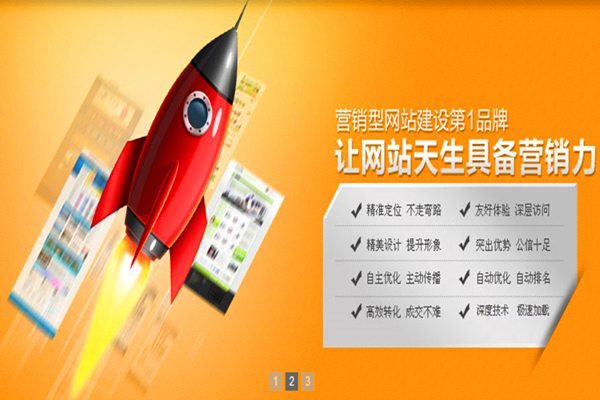 营销型网站建设第1品牌
让网站天生具备营销力
精准定位 不走弯路
友好体验 深层访问
精美设计 提升形象
突出优势 公信十足
自主优化 主动传播
自动优化 自动排名
高效转化 成交不难
深度技术 极速加载
1 2 3